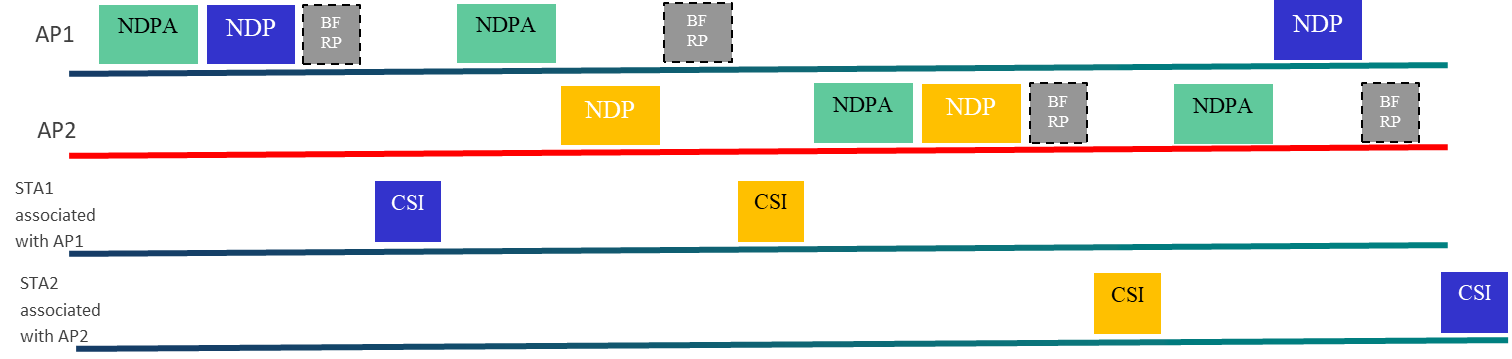 AP1
NDPA
NDP
BF
RP
NDPA
BF
RP
NDP
AP2
NDP
NDPA
NDP
BF
RP
NDPA
BF
RP
STA1
associated
with AP1
CSI
CSI
STA2
associated
with AP2
CSI
CSI